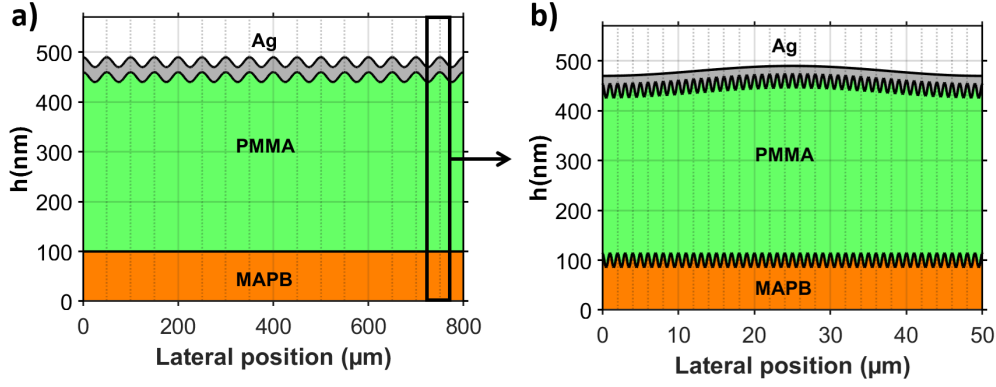 a)
h(nm)
500
400
300
200
100
0
Ag
PMMA
MAPB
0 200 400 600 800
Lateral position (µm)
b)
h(nm)
500
400
300
200
100
0
Ag
PMMA
MAPB
0 10 20 30 40 50
Lateral position (µm)